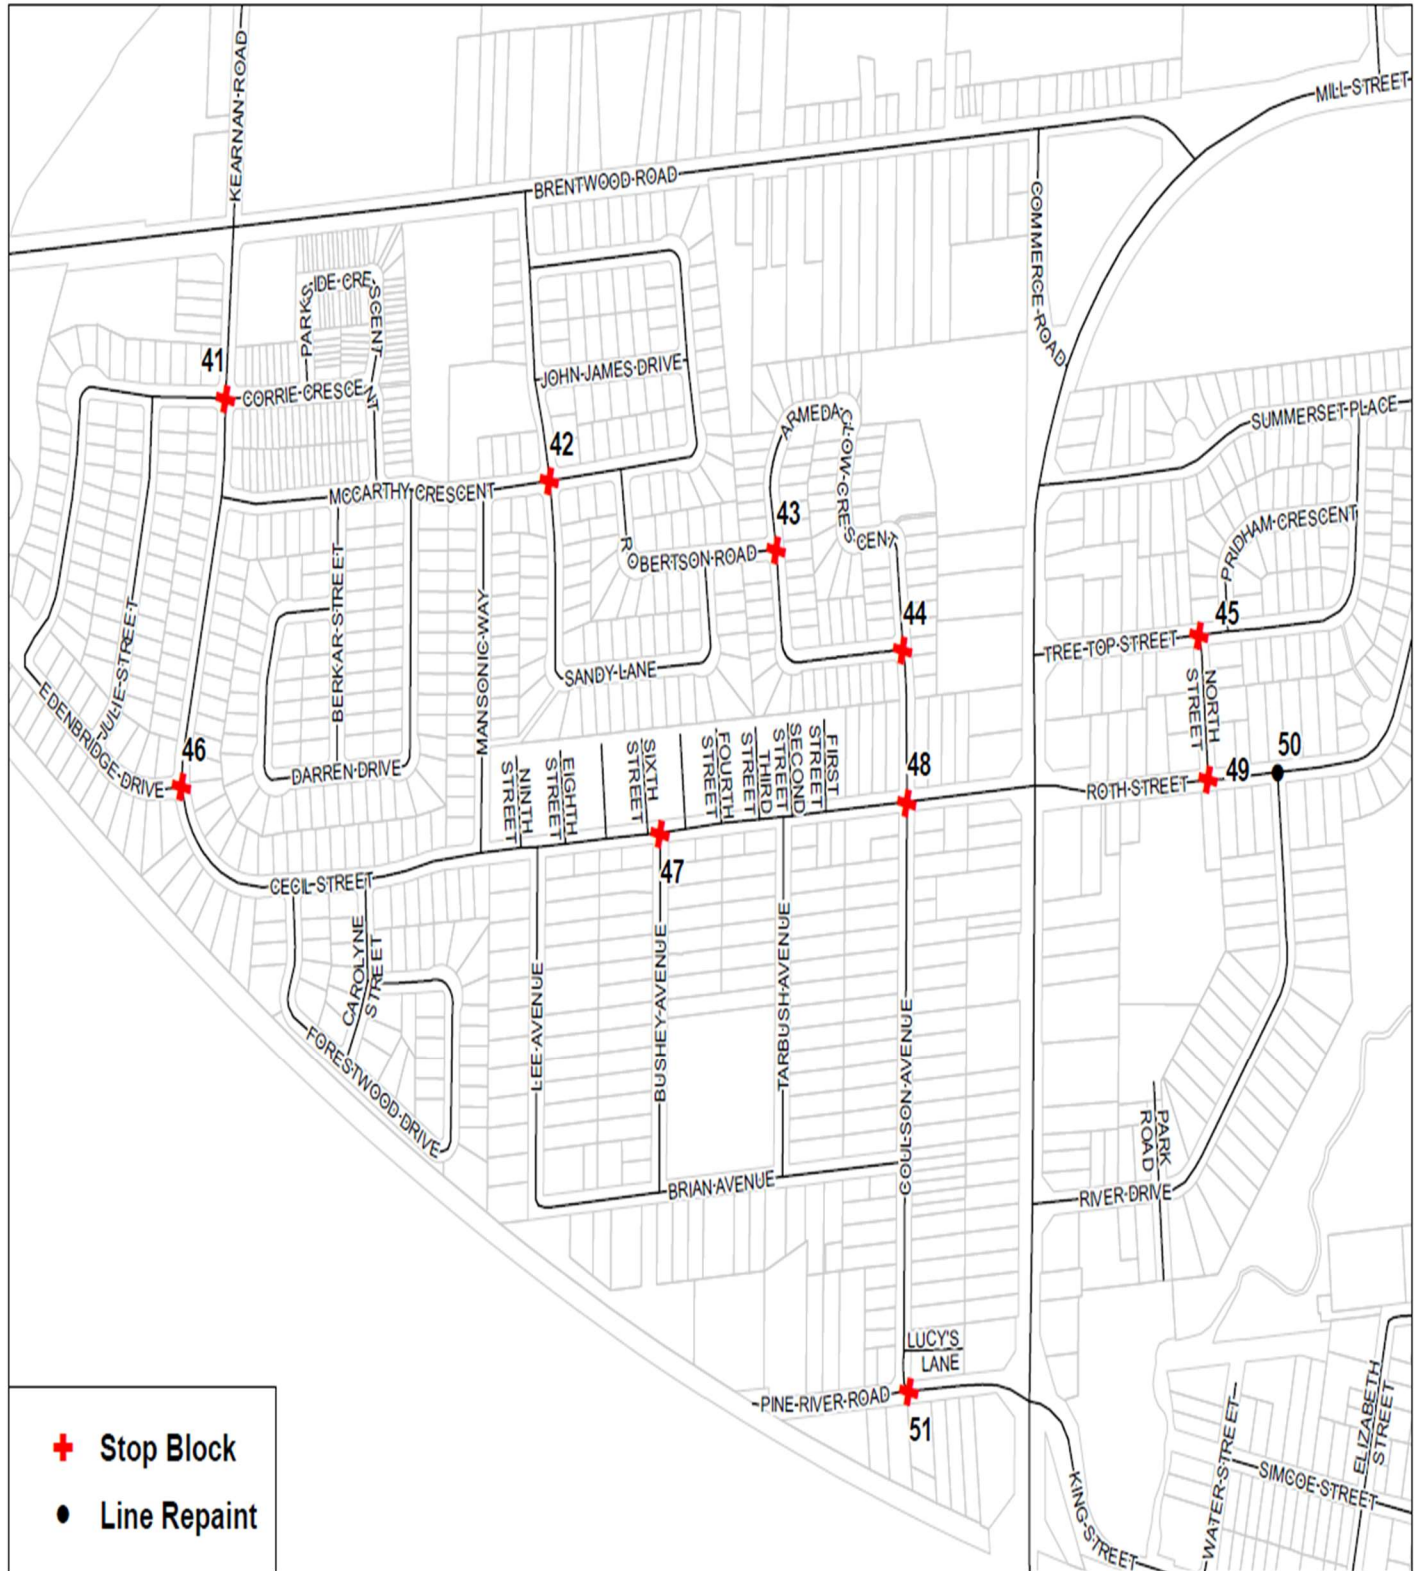 KEARNAN ROAD
MILL STREET
BRENTWOOD ROAD
COMMERCE ROAD
PARKSIDE CRESCENT
41
CORRIE CRESCENT
JOHN JAMES DRIVE
SUMMERSET PLACE
ARMEDA CLOW CRESCENT
42
MCCARTHY CRESCENT
43
ROBERTSON ROAD
PRIDHAM CRESCENT
44
45
TREE TOP STREET
JULIE STREET
BERKAR STREET
MANSONIC WAY
SANDY LANE
NORTH
STREET
EDENBRIDGE DRIVE
46
DARREN DRIVE
NINTH
STREET
EIGHTH
STREET
SIXTH
STREET
FOURTH
STREET
THIRD
STREET
SECOND
STREET
FIRST
STREET
48
ROTH STREET
49
50
47
CECIL STREET
CAROLYNE
STREET
FORESTWOOD DRIVE
LEE AVENUE
BUSHEY AVENUE
TARBUSH AVENUE
COULSON AVENUE
BRIAN AVENUE
PARK
ROAD
RIVER DRIVE
LUCY'S
LANE
PINE RIVER ROAD
51
KING STREET
WATER STREET
SIMCOE STREET
ELIZABETH
STREET
Stop Block
Line Repaint